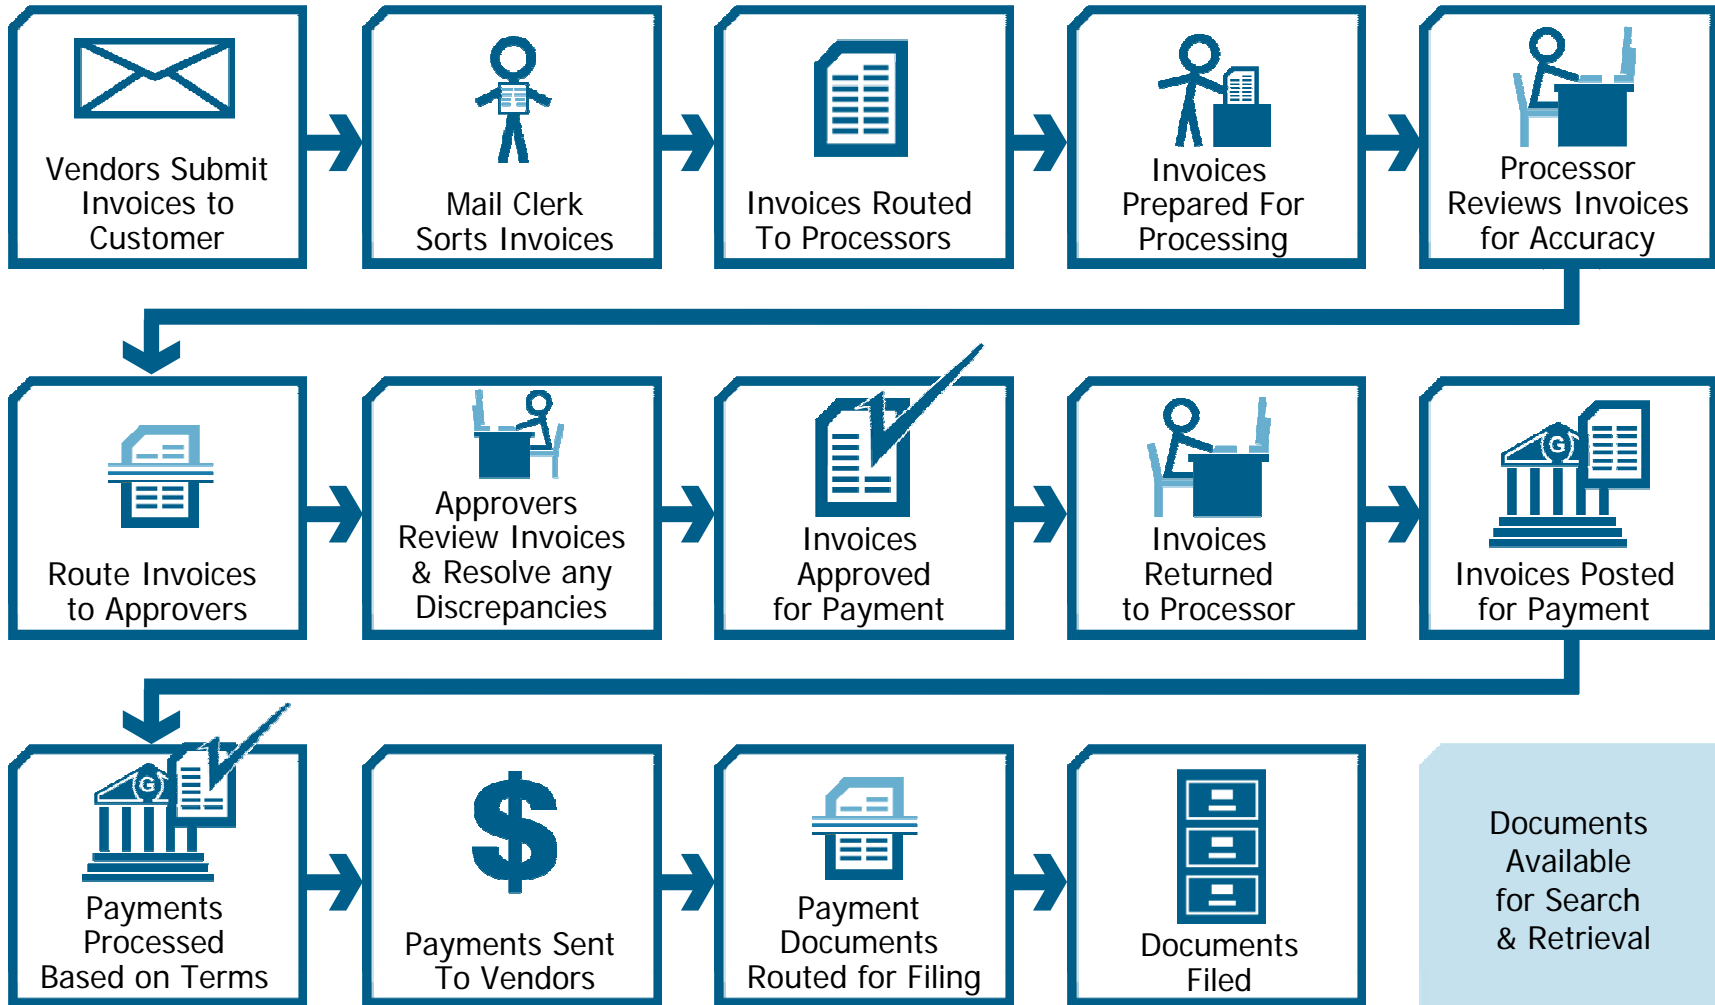 Vendors Submit
Invoices to
Customer
Mail Clerk
Sorts Invoices
Invoices Routed
To Processors
Invoices
Prepared For
Processing
Processor
Reviews Invoices
for Accuracy
Route Invoices
to Approvers
Approvers
Review Invoices
& Resolve any
Discrepancies
Invoices
Approved
for Payment
Invoices
Returned
to Processor
G
Invoices Posted
for Payment
G
Payments
Processed
Based on Terms
$
Payments Sent
To Vendors
Payment
Documents
Routed for Filing
Documents
Filed
Documents
Available
for Search
& Retrieval